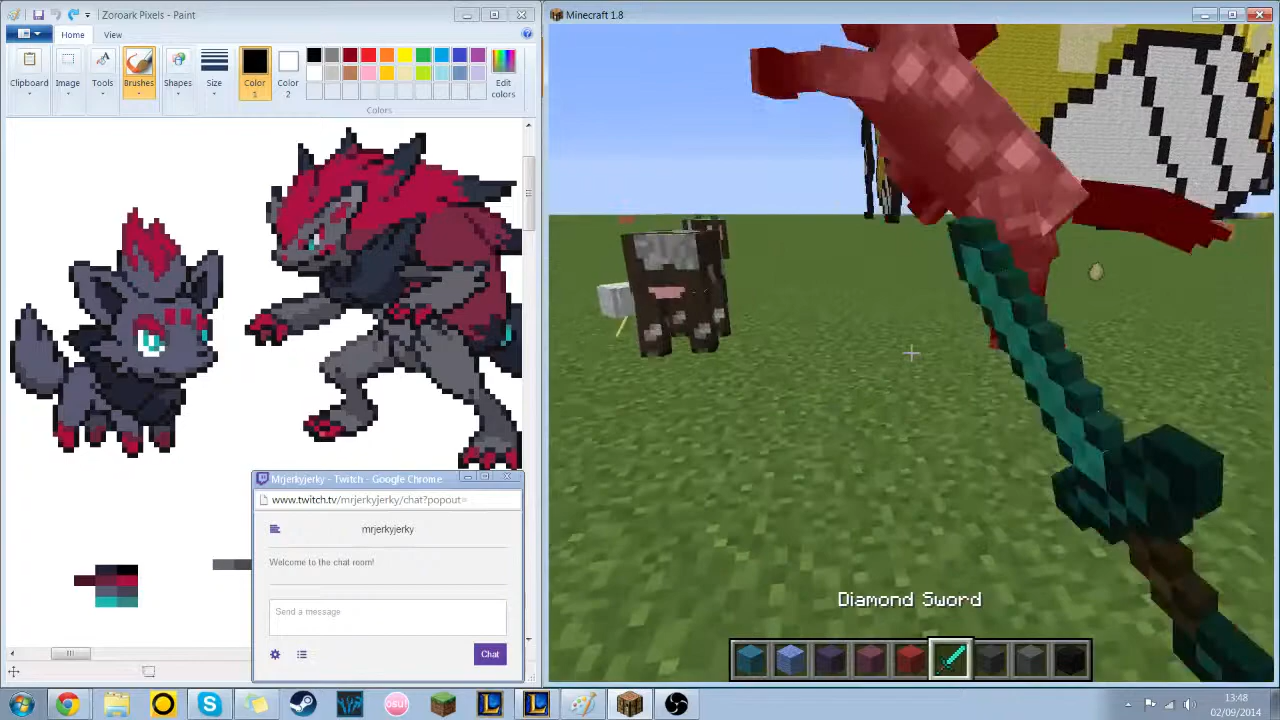 Zoroark Pixels - Paint
Home
View
Clipboard
Image
Tools
Brushes
Shapes
Size
Color
1
Color
2
Edit
colors
Colors
Mrjerkyjerky - Twitch - Google Chrome
www.twitch.tv/mrjerkyjerky/chat?popout=
mrjerkyjerky
Welcome to the chat room!
Send a message
Chat
Minecraft 1.8
Diamond Sword
osu!
13:48
02/09/2014